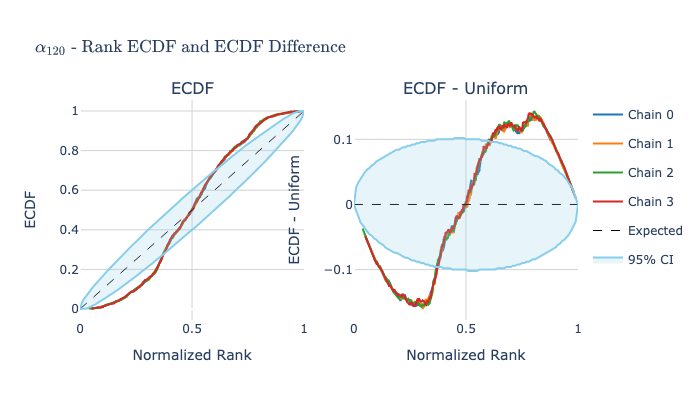 α₁₂₀ - Rank ECDF and ECDF Difference
ECDF
ECDF
1
0.8
0.6
0.4
0.2
0
0
0.5
1
Normalized Rank
ECDF - Uniform
ECDF - Uniform
0.1
0
−0.1
0
0.5
1
Normalized Rank
Chain 0
Chain 1
Chain 2
Chain 3
Expected
95% CI